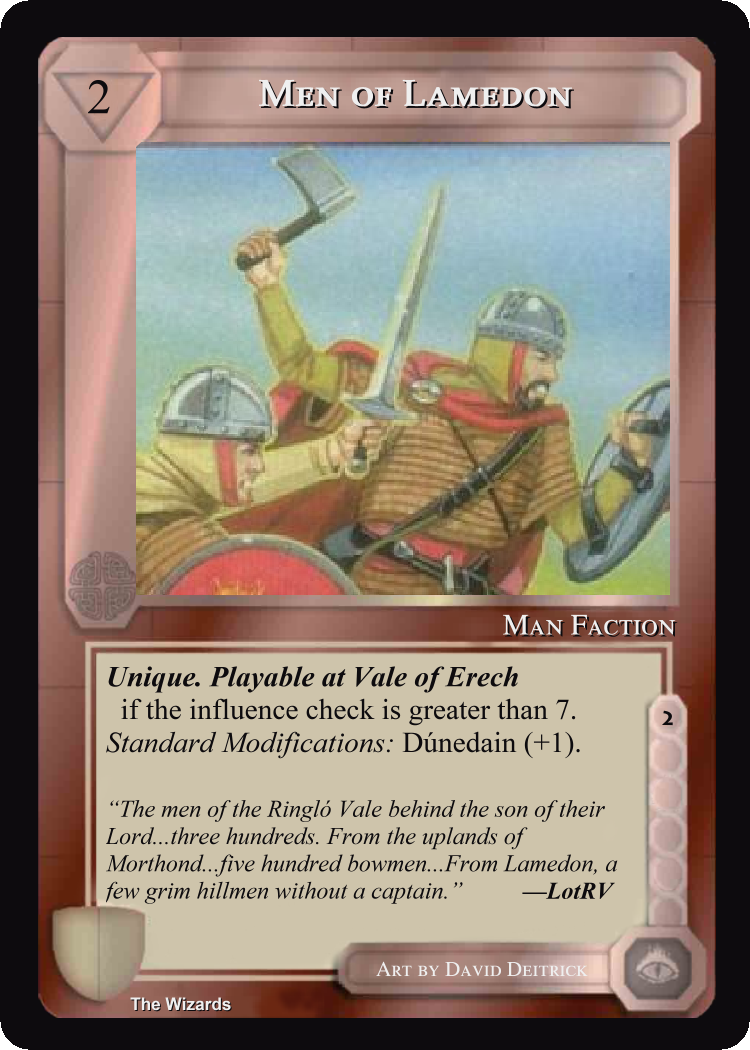 2
Men of Lamedon
Man Faction
Unique. Playable at Vale of Erech
if the influence check is greater than 7.
Standard Modifications: Dúnedain (+1).
2
“The men of the Ringló Vale behind the son of their
Lord...three hundreds. From the uplands of
Morthond...five hundred bowmen...From Lamedon, a
few grim hillmen without a captain.” —LotRV
Art by David Deitrick
The Wizards